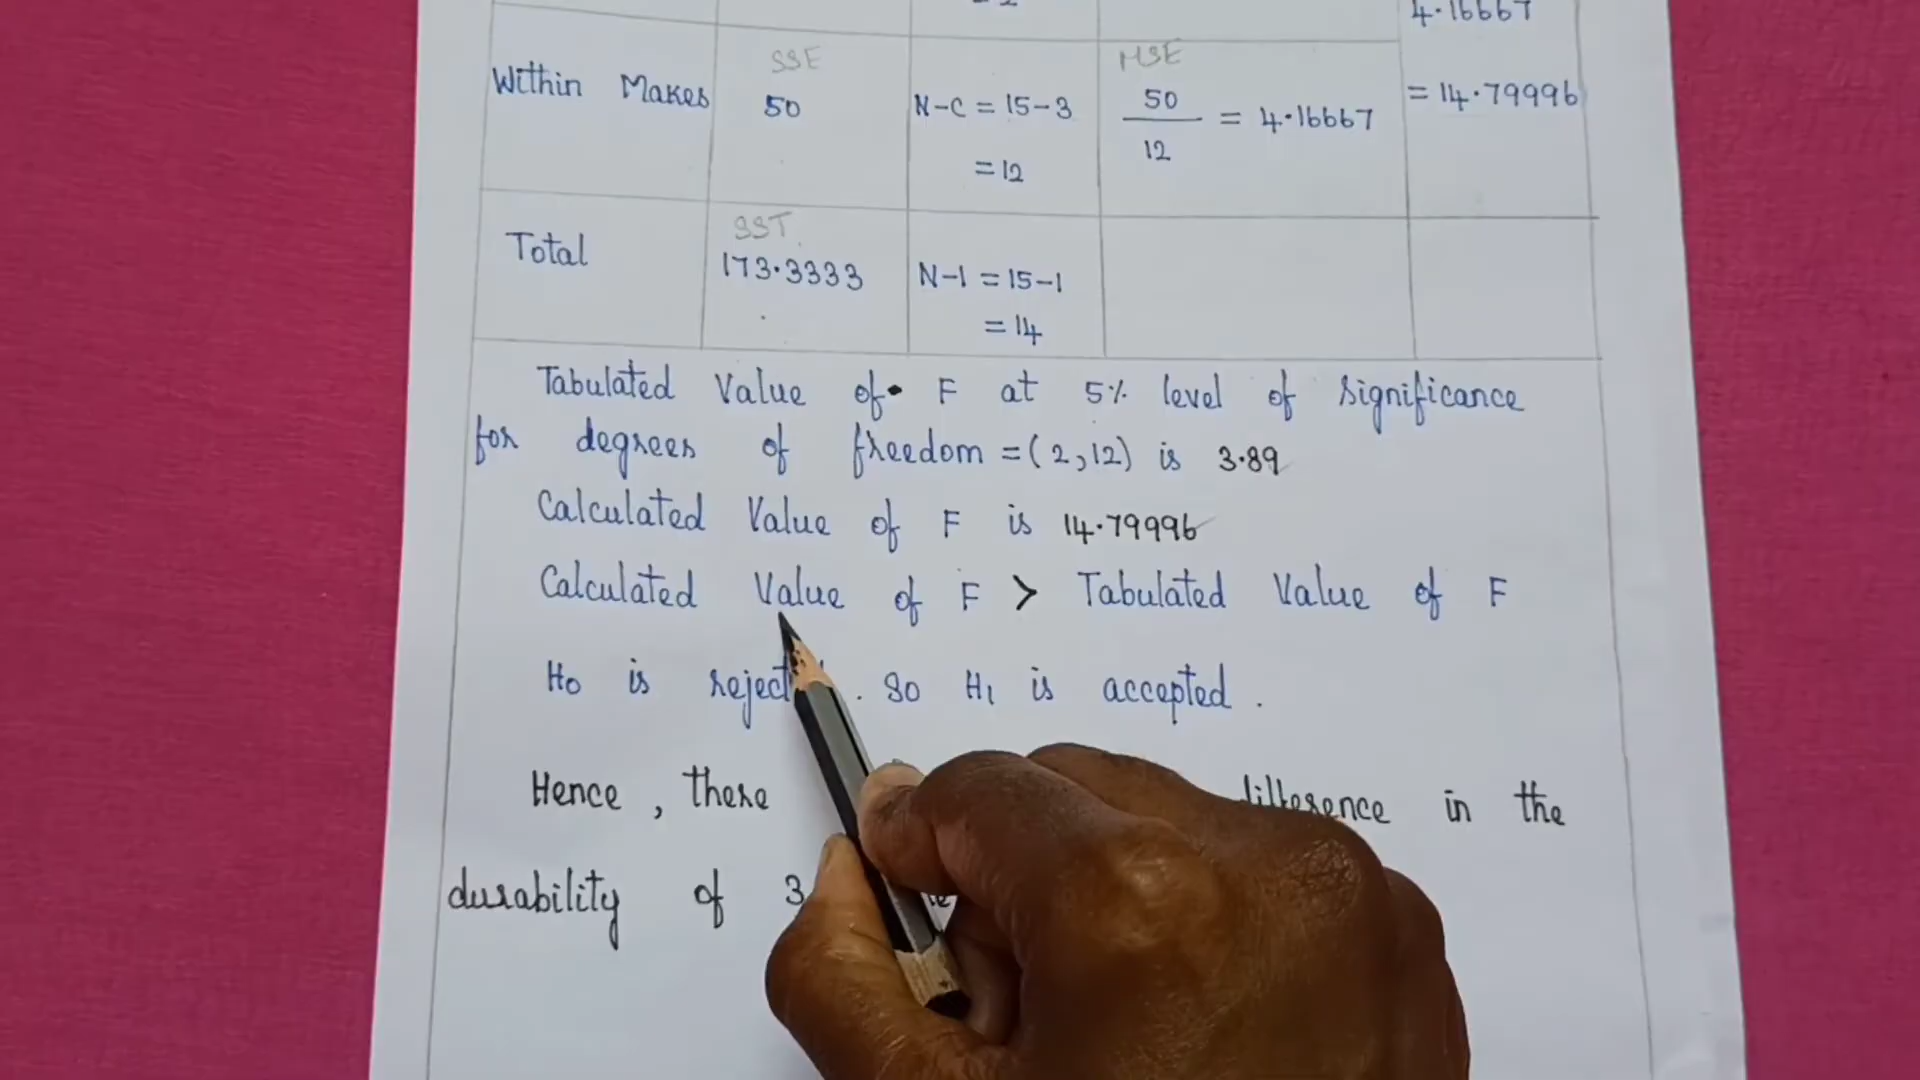 4.16667
SSE
MSE
Within Makes
50
N-C = 15-3
= 12
50
12
= 4.16667
= 14.79996
SST
Total
173.3333
N-1 = 15-1
= 14
Tabulated Value of F at 5% level of significance
for degrees of freedom = (2,12) is 3.89
Calculated Value of F is 14.79996
Calculated Value of F > Tabulated Value of F
H0 is reject . So H1 is accepted .
Hence , there difference in the
durability of 3